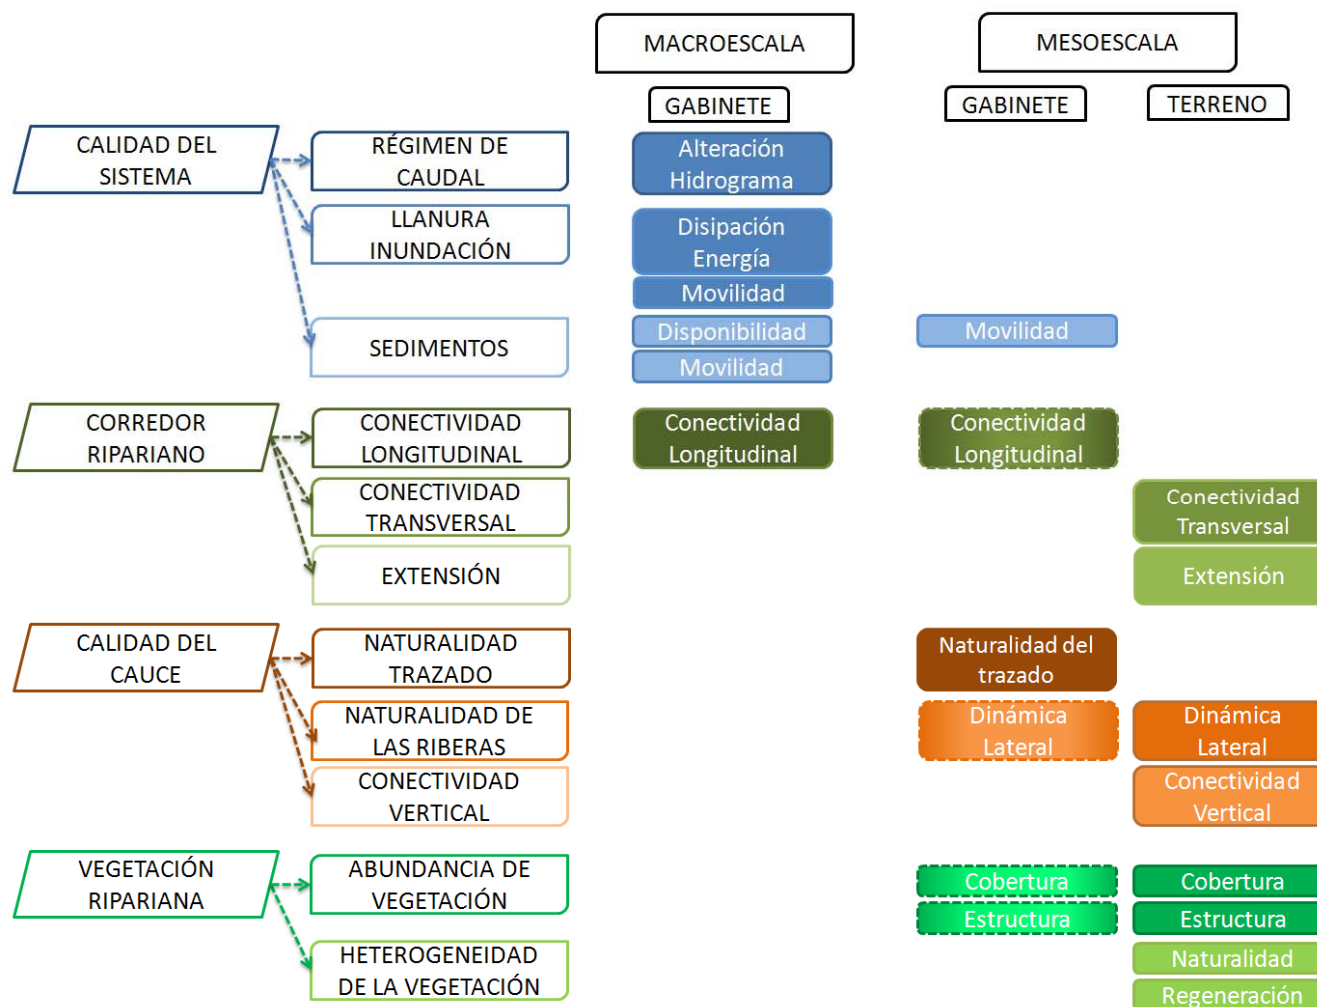 MACROESCALA
MESOESCALA
GABINETE
GABINETE
TERRENO
CALIDAD DEL
SISTEMA
RÉGIMEN DE
CAUDAL
Alteración
Hidrograma
LLANURA
INUNDACIÓN
Disipación
Energía
Movilidad
SEDIMENTOS
Disponibilidad
Movilidad
Movilidad
CORREDOR
RIPARIANO
CONECTIVIDAD
LONGITUDINAL
Conectividad
Longitudinal
Conectividad
Longitudinal
CONECTIVIDAD
TRANSVERSAL
Conectividad
Transversal
EXTENSIÓN
Extensión
CALIDAD DEL
CAUCE
NATURALIDAD
TRAZADO
Naturalidad del
trazado
NATURALIDAD DE
LAS RIBERAS
Dinámica
Lateral
Dinámica
Lateral
CONECTIVIDAD
VERTICAL
Conectividad
Vertical
VEGETACIÓN
RIPARIANA
ABUNDANCIA DE
VEGETACIÓN
Cobertura
Cobertura
Estructura
Estructura
HETEROGENEIDAD
DE LA VEGETACIÓN
Naturalidad
Regeneración